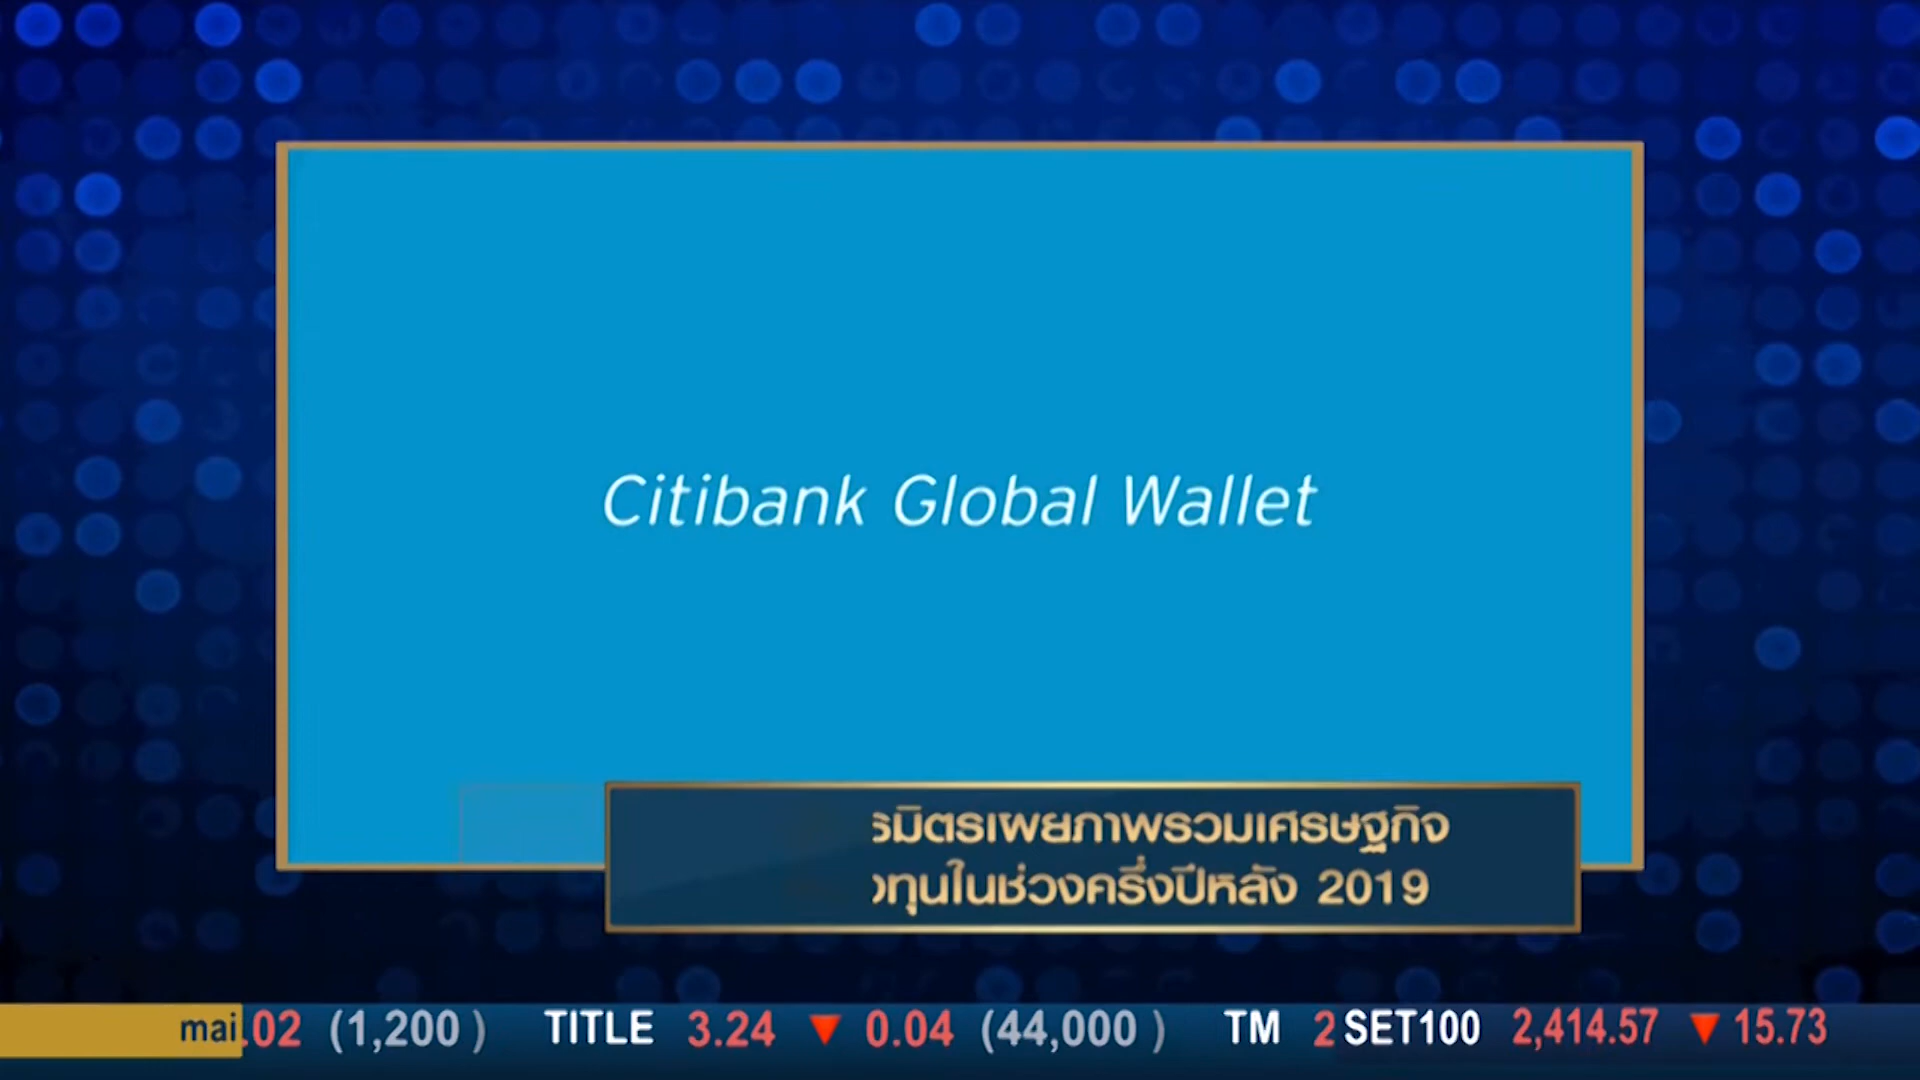 Citibank Global Wallet
รมิตรเผยภาพรวมเศรษฐกิจ
ทุนในช่วงครึ่งปีหลัง 2019
mai .02 (1,200 ) TITLE 3.24 ▼ 0.04 (44,000 ) TM 2 SET100 2,414.57 ▼ 15.73